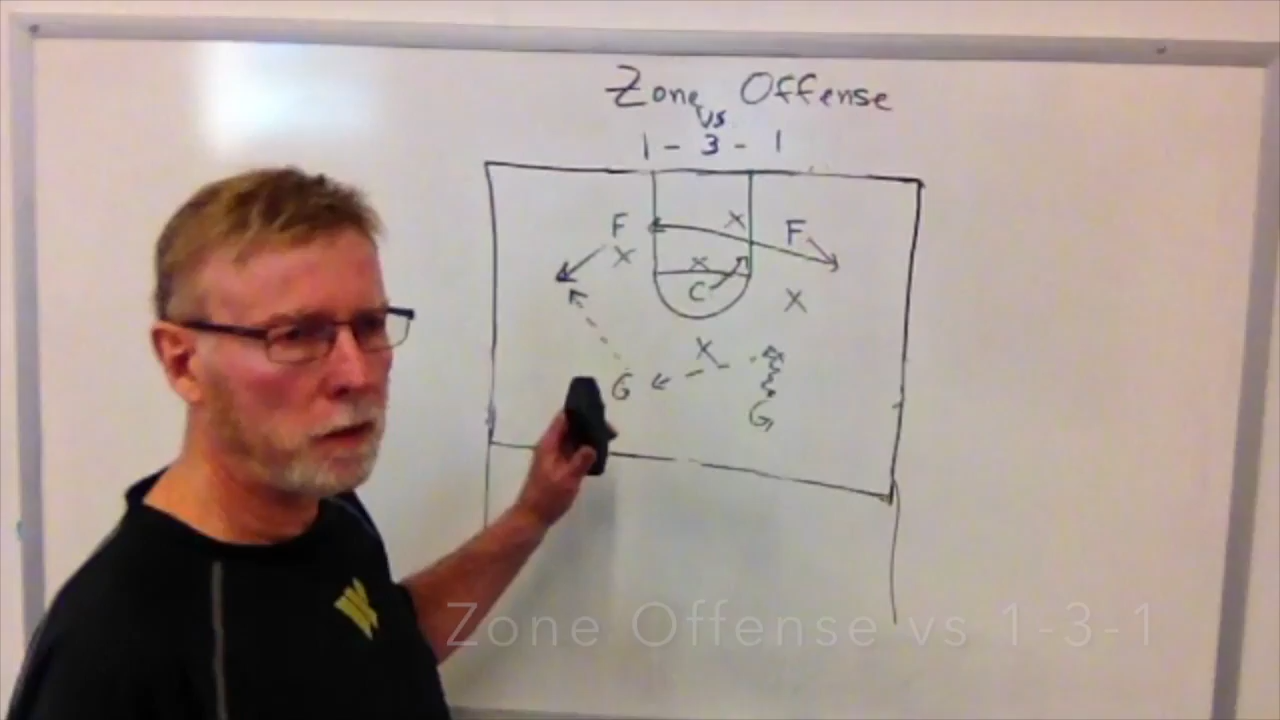 Zone Offense
vs
1-3-1
F X F
X X
C X
X
G G
W
Zone Offense vs 1-3-1